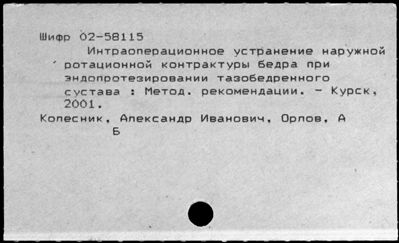 Шифр 02-58115
Интраоперационное устранение наружной
ротационной контрактуры бедра при
эндопротезировании тазобедренного
сустава : Метод. рекомендации. - Курск,
2001.
Колесник, Александр Иванович, Орлов, А
Б